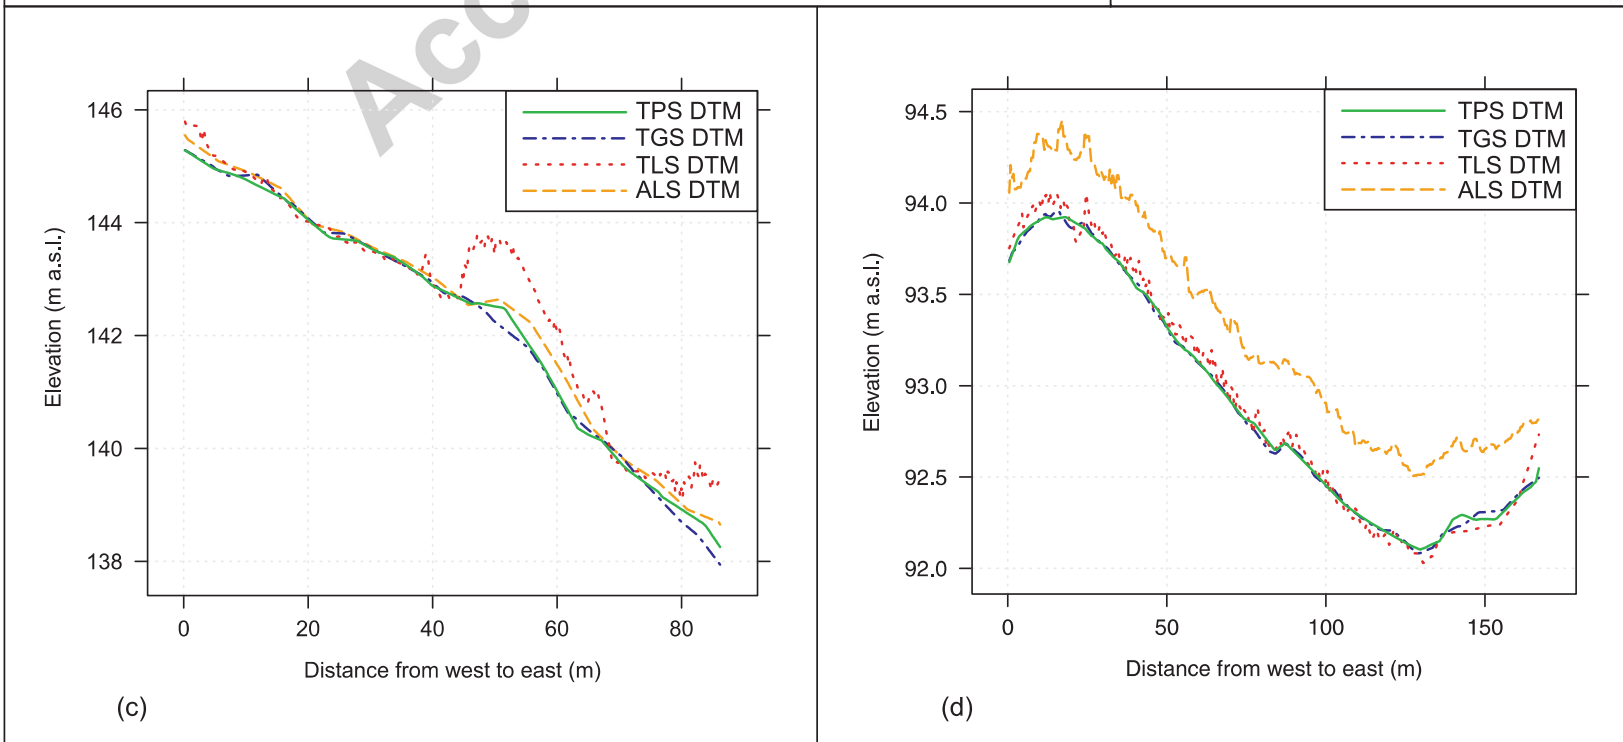 Acc
146
144
142
140
138
Elevation (m a.s.l.)
TPS DTM
TGS DTM
TLS DTM
ALS DTM
0 20 40 60 80
Distance from west to east (m)
(c)
94.5
94.0
93.5
93.0
92.5
92.0
Elevation (m a.s.l.)
TPS DTM
TGS DTM
TLS DTM
ALS DTM
0 50 100 150
Distance from west to east (m)
(d)